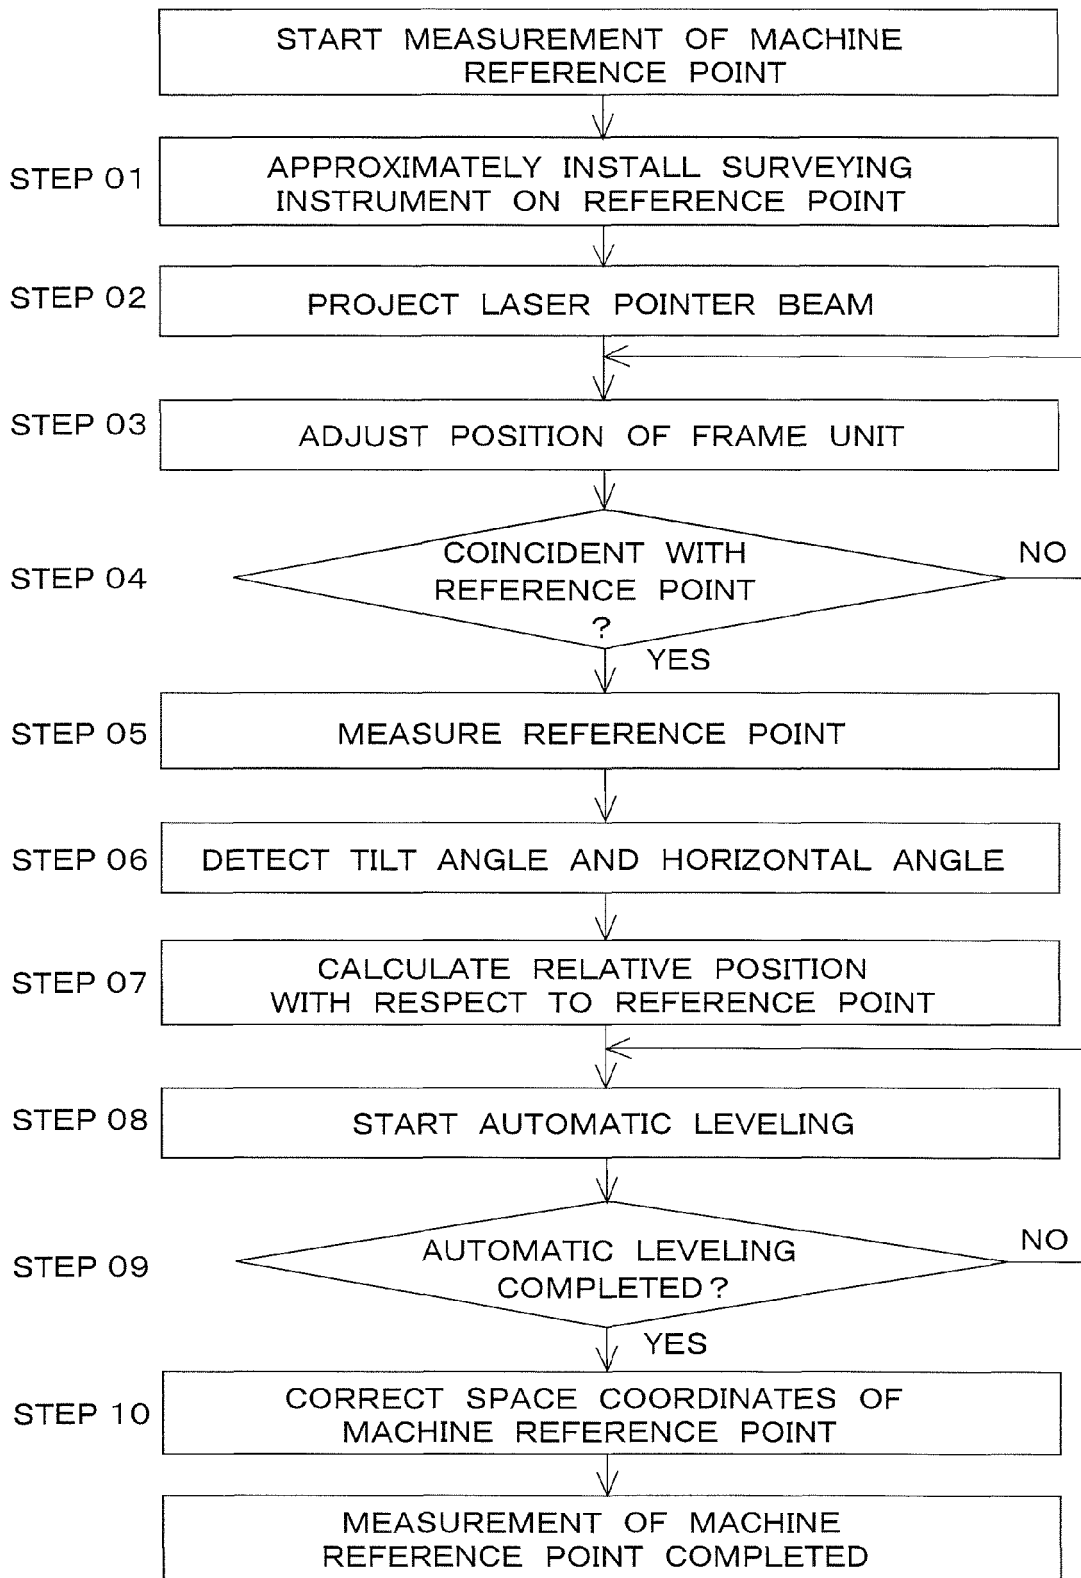 START MEASUREMENT OF MACHINE
REFERENCE POINT
STEP 01
APPROXIMATELY INSTALL SURVEYING
INSTRUMENT ON REFERENCE POINT
STEP 02
PROJECT LASER POINTER BEAM
STEP 03
ADJUST POSITION OF FRAME UNIT
STEP 04
COINCIDENT WITH
REFERENCE POINT
?
NO
YES
STEP 05
MEASURE REFERENCE POINT
STEP 06
DETECT TILT ANGLE AND HORIZONTAL ANGLE
STEP 07
CALCULATE RELATIVE POSITION
WITH RESPECT TO REFERENCE POINT
STEP 08
START AUTOMATIC LEVELING
STEP 09
AUTOMATIC LEVELING
COMPLETED?
NO
YES
STEP 10
CORRECT SPACE COORDINATES OF
MACHINE REFERENCE POINT
MEASUREMENT OF MACHINE
REFERENCE POINT COMPLETED